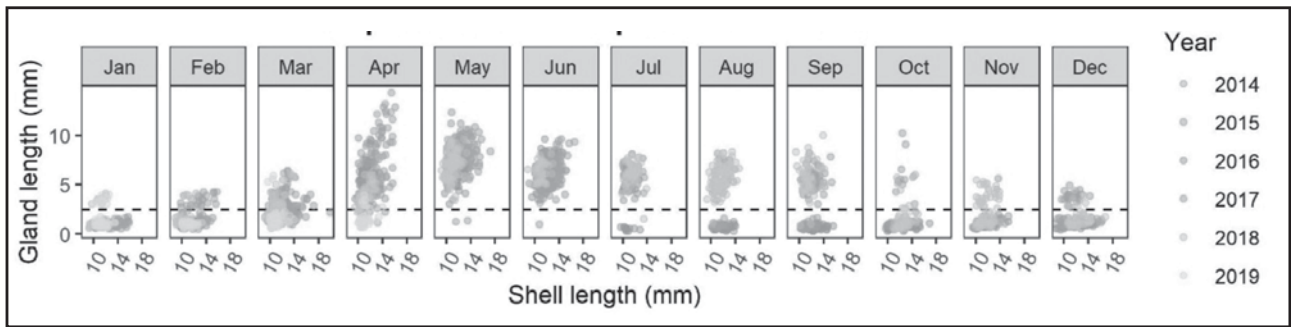 Jan Feb Mar Apr May Jun Jul Aug Sep Oct Nov Dec
Gland length (mm)
10
5
0
10 14 18 10 14 18 10 14 18 10 14 18 10 14 18 10 14 18 10 14 18 10 14 18 10 14 18 10 14 18 10 14 18 10 14 18
Shell length (mm)
Year
2014
2015
2016
2017
2018
2019